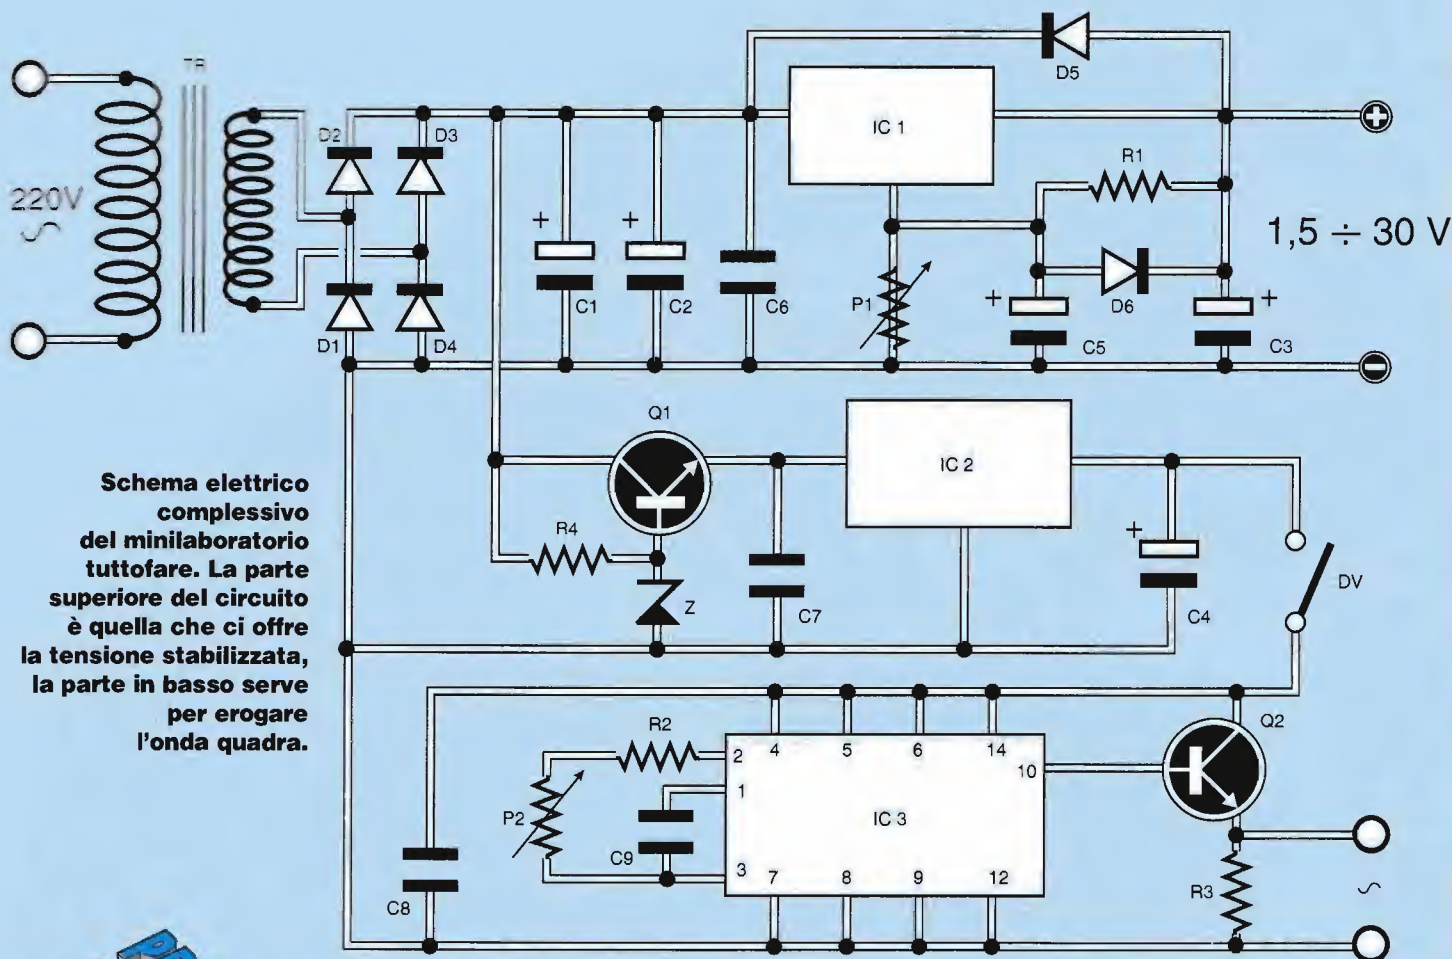 TR
D5
D2
D3
IC 1
R1
220V
1,5 ÷ 30 V
+
+
C1
C2
C6
P1
+
D6
+
D1
D4
C5
C3
Q1
IC 2
Schema elettrico
complessivo
del minilaboratorio
tuttofare. La parte
superiore del circuito
è quella che ci offre
la tensione stabilizzata,
la parte in basso serve
per erogare
l'onda quadra.
R4
+
Z
C7
C4
DV
R2
2
4
5
6
14
10
Q2
1
P2
IC 3
C9
3
7
8
9
12
R3
C8